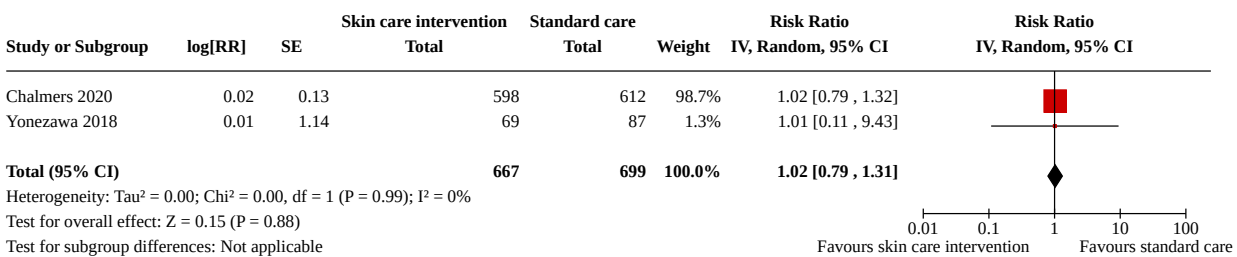 Skin care intervention Standard care Risk Ratio Risk Ratio
Study or Subgroup log[RR] SE Total Total Weight IV, Random, 95% CI IV, Random, 95% CI
Chalmers 2020 0.02 0.13 598 612 98.7% 1.02 [0.79 , 1.32]
Yonezawa 2018 0.01 1.14 69 87 1.3% 1.01 [0.11 , 9.43]
Total (95% CI) 667 699 100.0% 1.02 [0.79 , 1.31]
Heterogeneity: Tau² = 0.00; Chi² = 0.00, df = 1 (P = 0.99); I² = 0%
Test for overall effect: Z = 0.15 (P = 0.88) 0.01 0.1 1 10 100
Test for subgroup differences: Not applicable Favours skin care intervention Favours standard care